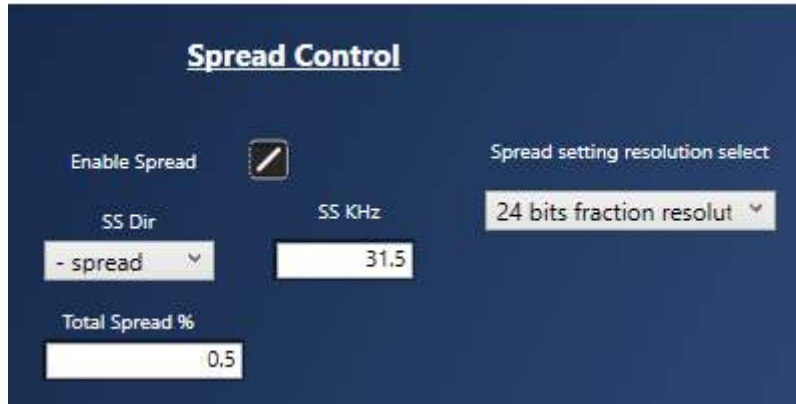 Spread Control
Enable Spread
Spread setting resolution select
SS Dir
SS KHz
24 bits fraction resolut
- spread
31.5
Total Spread %
0.5